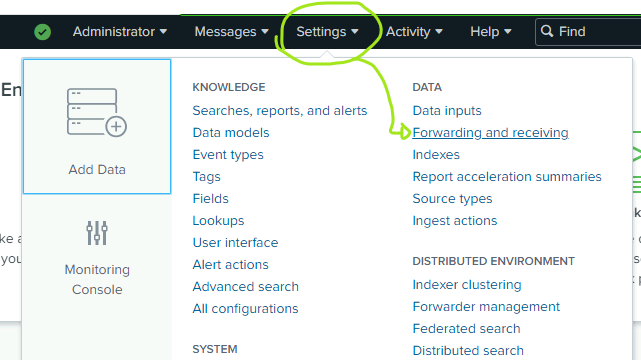 Administrator Messages Settings Activity Help Find
En
Add Data
Monitoring
Console
KNOWLEDGE
Searches, reports, and alerts
Data models
Event types
Tags
Fields
Lookups
User interface
Alert actions
Advanced search
All configurations
SYSTEM
DATA
Data inputs
Forwarding and receiving
Indexes
Report acceleration summaries
Source types
Ingest actions
DISTRIBUTED ENVIRONMENT
Indexer clustering
Forwarder management
Federated search
Distributed search